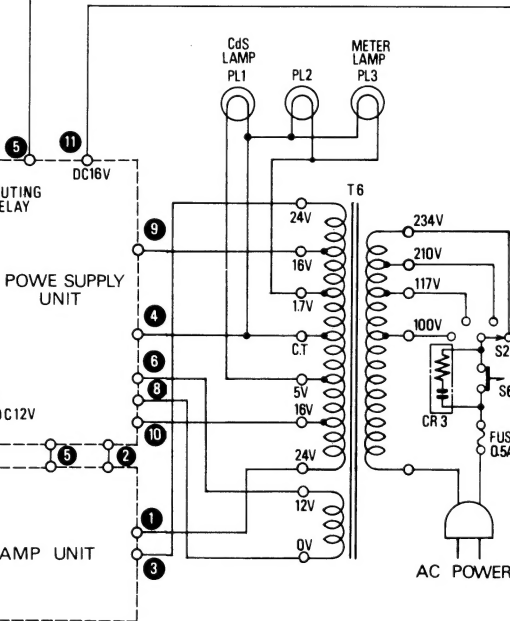 CdS
LAMP
PL1
PL2
METER
LAMP
PL3
5
11
DC16V
UTING
ELAY
T6
24V
234V
9
16V
210V
POWE SUPPLY
UNIT
1.7V
117V
4
C.T
100V
S2
6
5V
S6
8
DC12V
10
16V
CR3
5
2
24V
FUS
0.5A
12V
1
AMP UNIT
0V
3
AC POWER